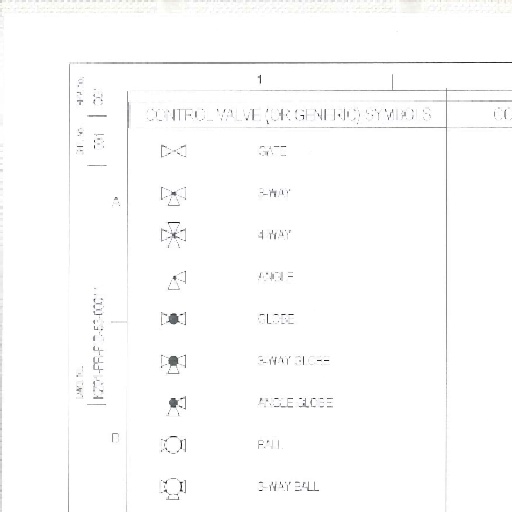 1
CONTROL VALVE (OR GENERIC) SYMBOLS
CO
GATE
3-WAY
4-WAY
ANGLE
GLOBE
3-WAY GLOBE
ANGLE GLOBE
BALL
3-WAY BALL
A
B